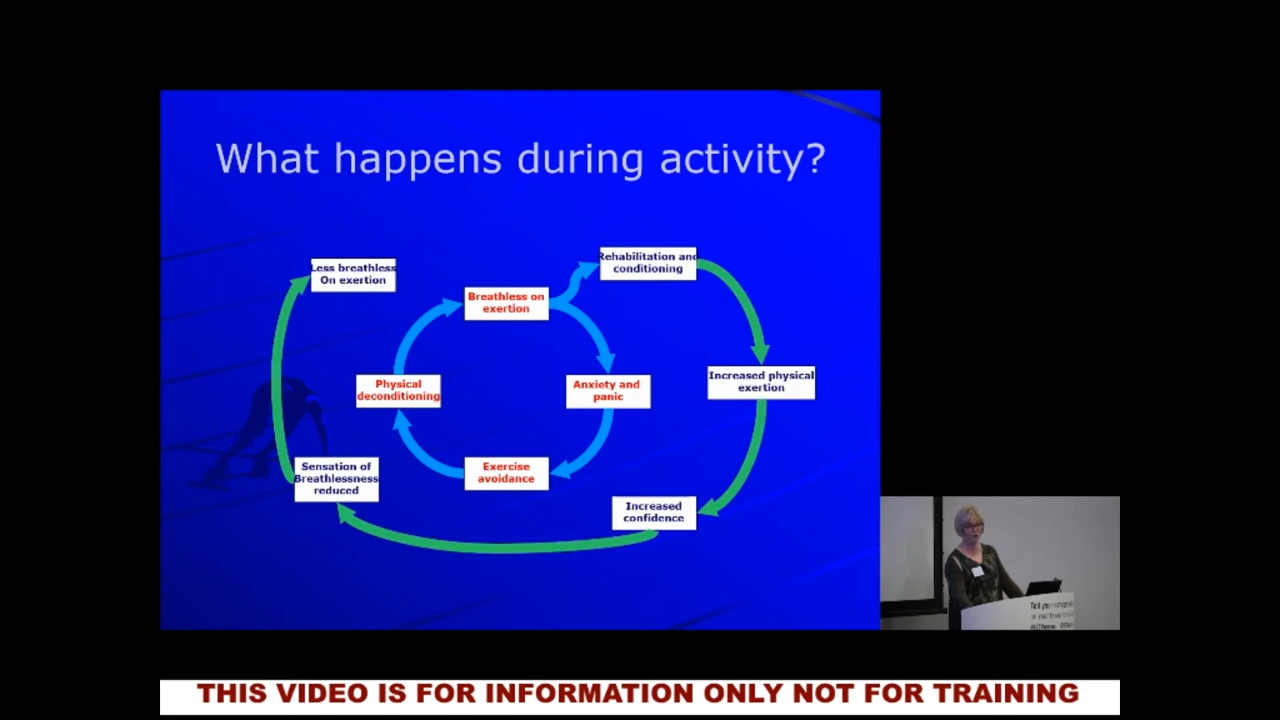 What happens during activity?
Less breathless
On exertion
Breathless on
exertion
Rehabilitation and
conditioning
Physical
deconditioning
Anxiety and
panic
Increased physical
exertion
Sensation of
Breathlessness
reduced
Exercise
avoidance
Increased
confidence
Tell your
THIS VIDEO IS FOR INFORMATION ONLY NOT FOR TRAINING